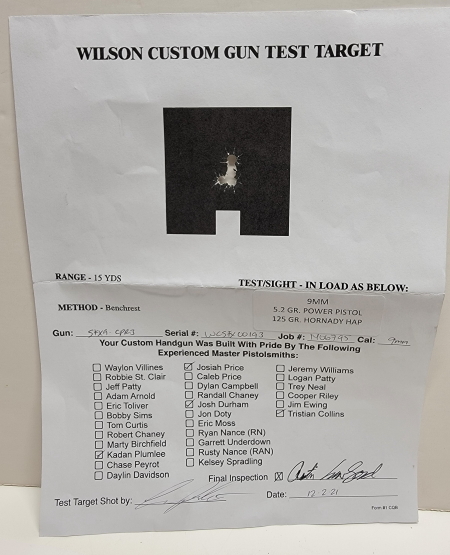 WILSON CUSTOM GUN TEST TARGET
RANGE - 15 YDS
TEST/SIGHT - IN LOAD AS BELOW:
METHOD - Benchrest
9MM
5.2 GR. POWER PISTOL
125 GR. HORNADY HAP
Gun: Serial #: Job #: Cal: 9mm
Your Custom Handgun Was Built With Pride By The Following
Experienced Master Pistolsmiths:
Waylon Villines
Robbie St. Clair
Jeff Patty
Adam Arnold
Eric Toliver
Bobby Sims
Tom Curtis
Robert Chaney
Marty Birchfield
Kadan Plumlee
Chase Peyrot
Daylin Davidson
Josiah Price
Caleb Price
Dylan Campbell
Randall Chaney
Josh Durham
Jon Doty
Eric Moss
Ryan Nance (RN)
Garrett Underdown
Rusty Nance (RAN)
Kelsey Spradling
Jeremy Williams
Logan Patty
Trey Neal
Cooper Riley
Jim Ewing
Tristian Collins
Final Inspection
Test Target Shot by:
Date: 12.2.21
Form #1 CGR